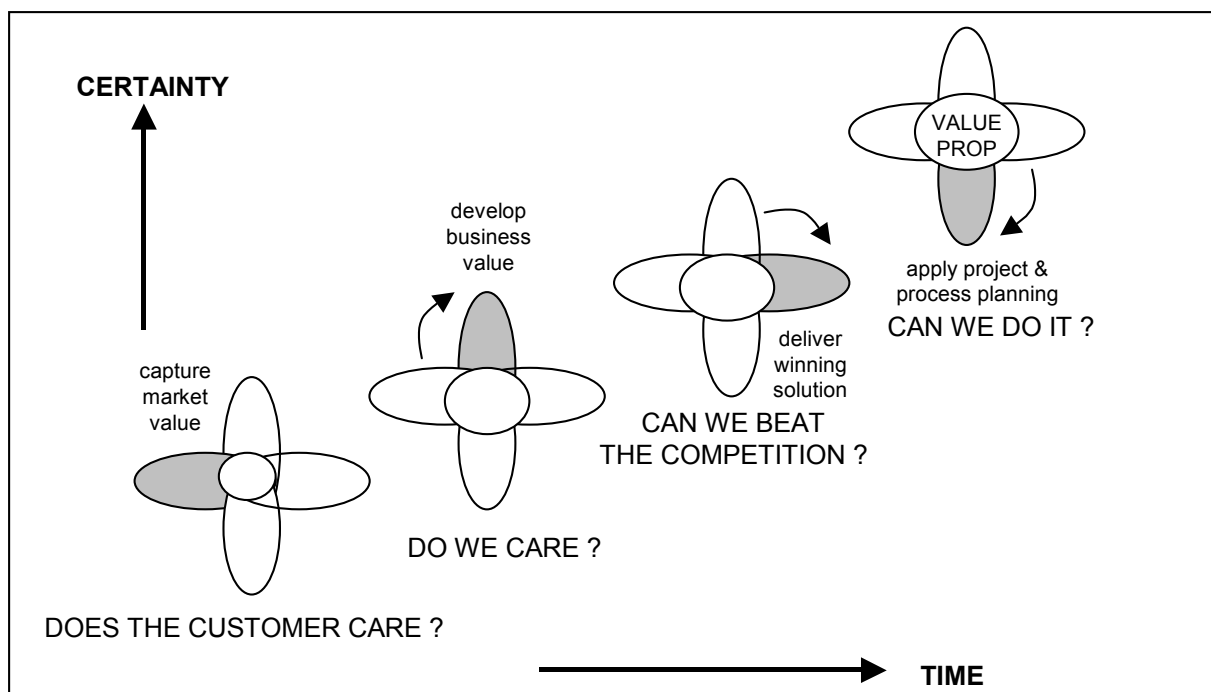 CERTAINTY
VALUE
PROP
develop
business
value
apply project &
process planning
CAN WE DO IT ?
deliver
winning
solution
capture
market
value
CAN WE BEAT
THE COMPETITION ?
DO WE CARE ?
DOES THE CUSTOMER CARE ?
TIME